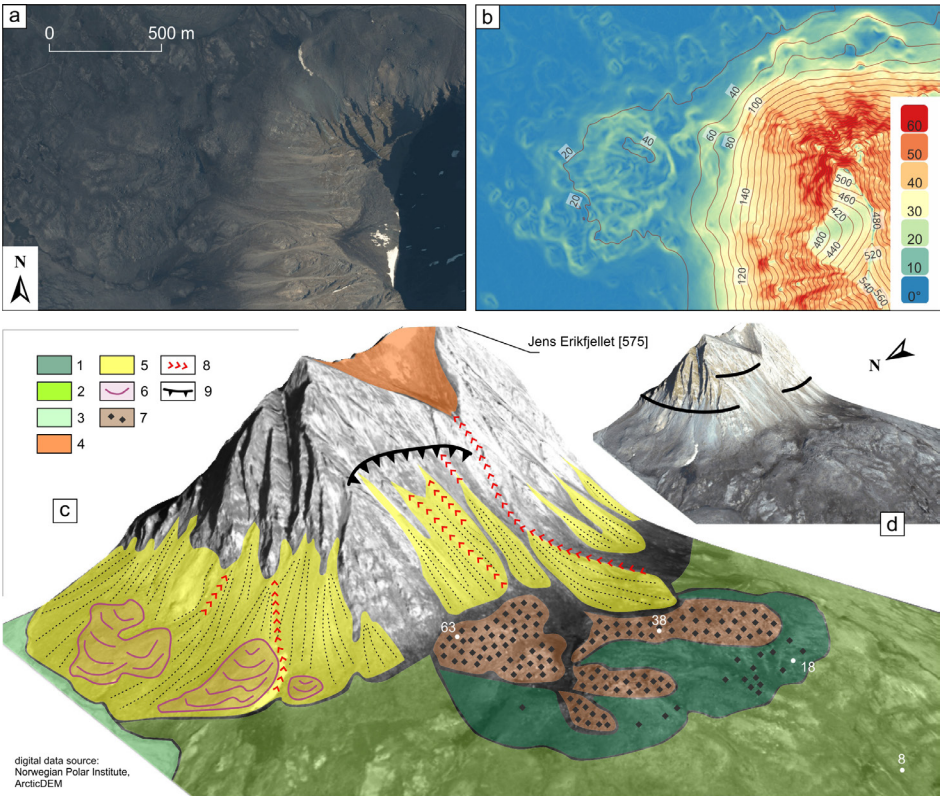 a
0 500 m
N
b
40
100
60
80
20
40
20
140
120
500
460
420
480
400
440
520
540
560
60
50
40
30
20
10
0°
Jens Erikfjellet [575]
1 5 8
2 6 9
3 7
4
N
c
d
63
38
18
8
digital data source:
Norwegian Polar Institute,
ArcticDEM